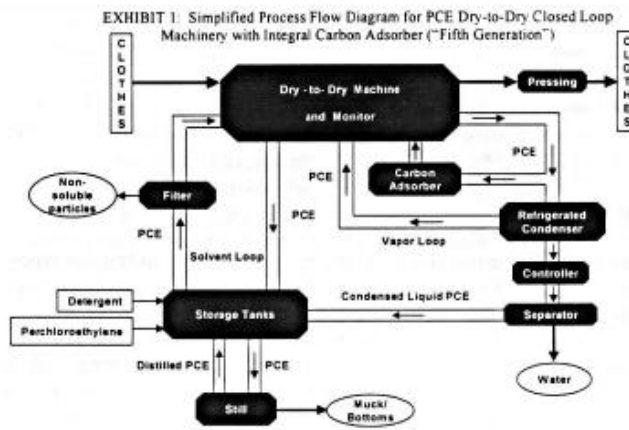 EXHIBIT 1: Simplified Process Flow Diagram for PCE Dry-to-Dry Closed Loop
Machinery with Integral Carbon Adsorber ("Fifth Generation")
CLOTHES
Dry -to- Dry Machine
and Monitor
Pressing
CLOTHES
PCE
Carbon
Adsorber
PCE
Non-
soluble
particles
Filter
PCE
PCE
Refrigerated
Condenser
Vapor Loop
Solvent Loop
Controller
Detergent
Perchloroethylene
Storage Tanks
Condensed Liquid PCE
Separator
Distilled PCE
PCE
Water
Still
Muck/
Bottoms